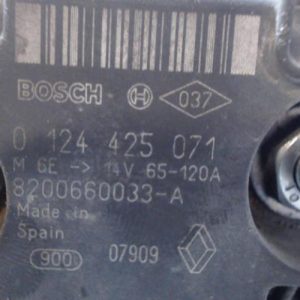 BOSCH 037
0 124 425 071
M 6E -> 14V 65-120A
8200660033-A
Made in
Spain
900 07909